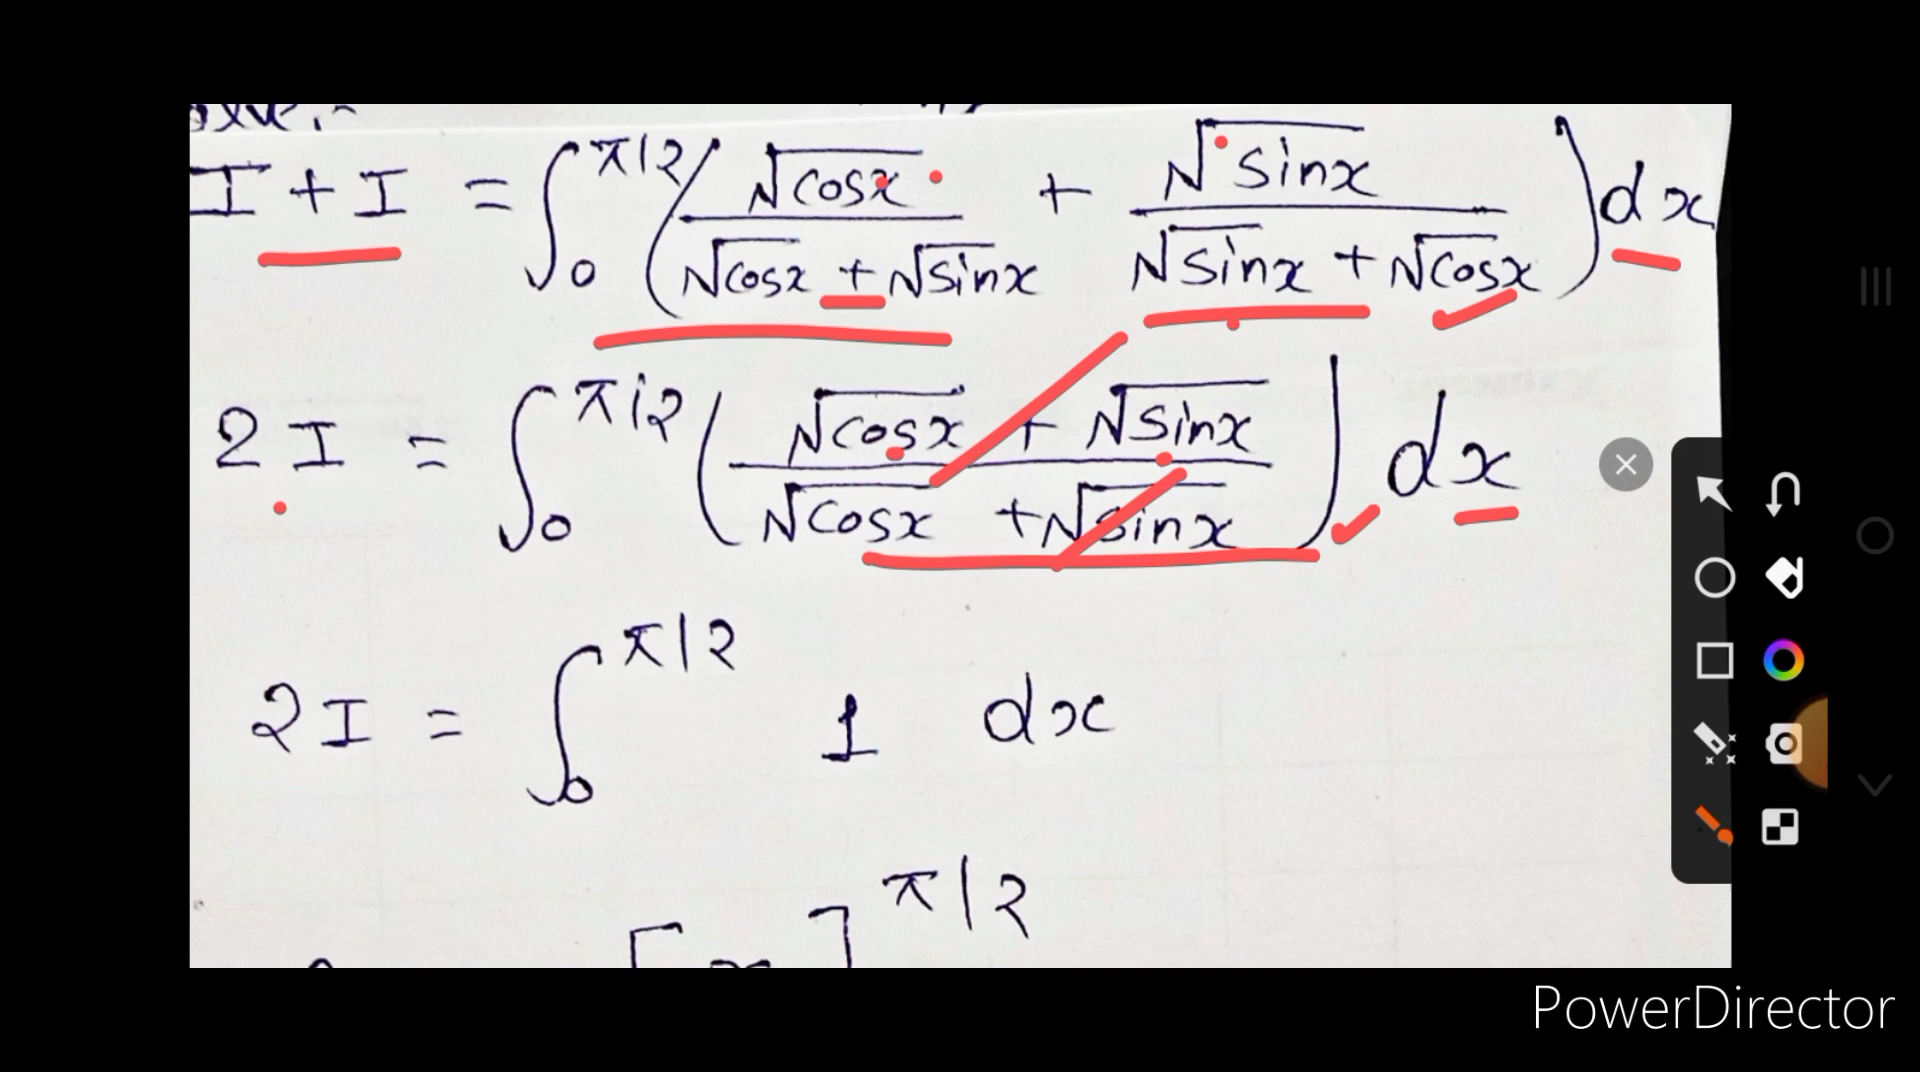 I + I = ∫₀^π/2 ( √cosx / (√cosx + √sinx) + √sinx / (√sinx + √cosx) ) dx
2I = ∫₀^π/2 ( (√cosx + √sinx) / (√cosx + √sinx) ) dx
2I = ∫₀^π/2 1 dx
[x]^π/2
PowerDirector